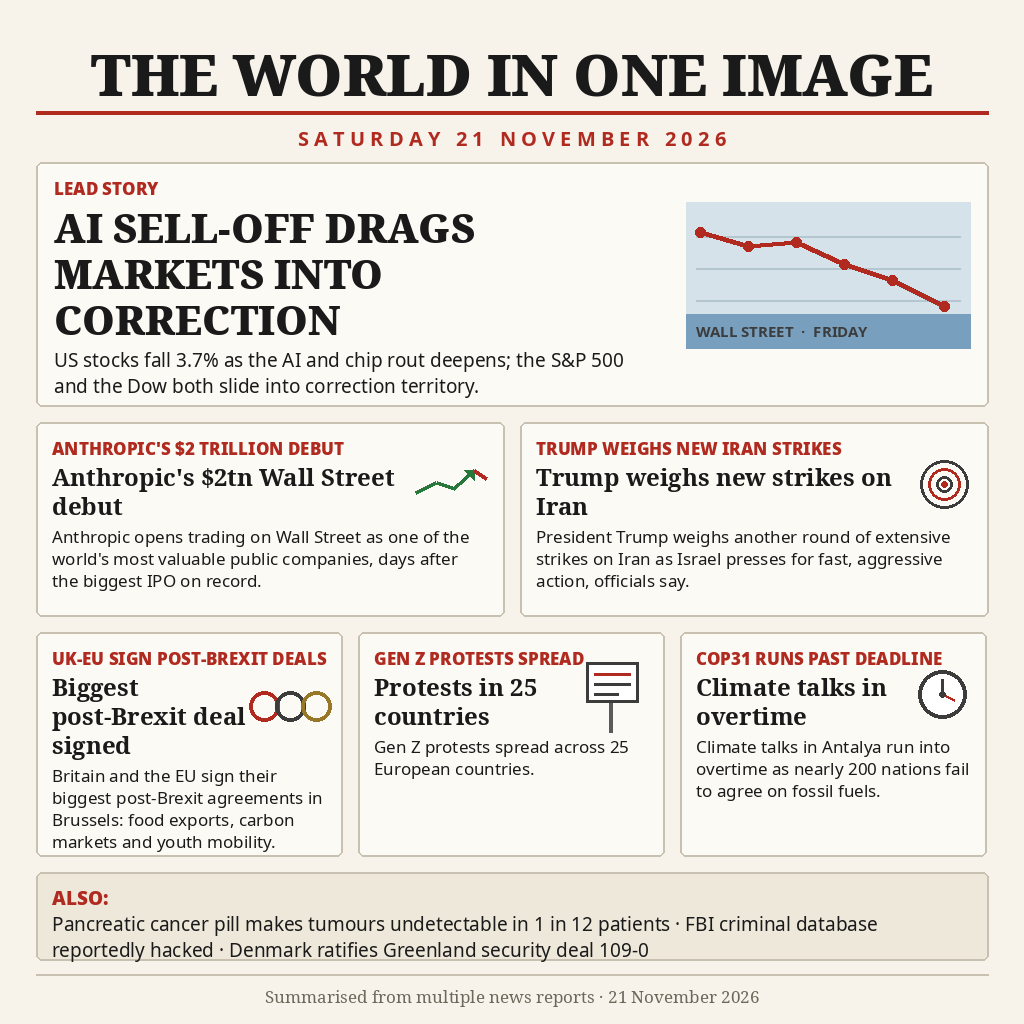 THE WORLD IN ONE IMAGE
SATURDAY 21 NOVEMBER 2026
LEAD STORY
AI SELL-OFF DRAGS
MARKETS INTO
CORRECTION
US stocks fall 3.7% as the AI and chip rout deepens; the S&P 500
and the Dow both slide into correction territory.
WALL STREET · FRIDAY
ANTHROPIC'S $2 TRILLION DEBUT
Anthropic's $2tn Wall Street
debut
Anthropic opens trading on Wall Street as one of the
world's most valuable public companies, days after
the biggest IPO on record.
TRUMP WEIGHS NEW IRAN STRIKES
Trump weighs new strikes on
Iran
President Trump weighs another round of extensive
strikes on Iran as Israel presses for fast, aggressive
action, officials say.
UK-EU SIGN POST-BREXIT DEALS
Biggest
post-Brexit deal
signed
Britain and the EU sign their
biggest post-Brexit agreements in
Brussels: food exports, carbon
markets and youth mobility.
GEN Z PROTESTS SPREAD
Protests in 25
countries
Gen Z protests spread across 25
European countries.
COP31 RUNS PAST DEADLINE
Climate talks in
overtime
Climate talks in Antalya run into
overtime as nearly 200 nations fail
to agree on fossil fuels.
ALSO:
Pancreatic cancer pill makes tumours undetectable in 1 in 12 patients · FBI criminal database
reportedly hacked · Denmark ratifies Greenland security deal 109-0
Summarised from multiple news reports · 21 November 2026